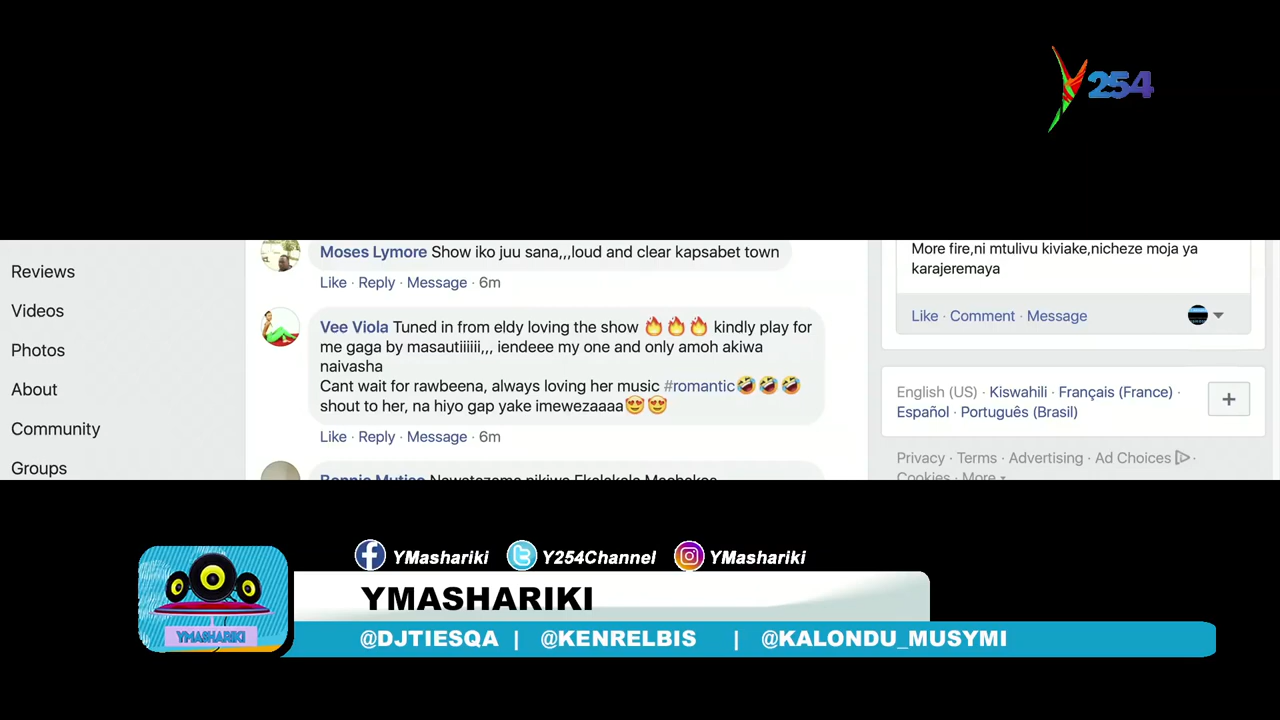 254
Reviews
Videos
Photos
About
Community
Groups
Moses Lymore Show iko juu sana,,,loud and clear kapsabet town
Like · Reply · Message · 6m
Vee Viola Tuned in from eldy loving the show 🔥🔥🔥 kindly play for
me gaga by masautiiiiii,,, iendeee my one and only amoh akiwa
naivasha
Cant wait for rawbeena, always loving her music #romantic🤣🤣🤣
shout to her, na hiyo gap yake imewezaaaa😍😍
Like · Reply · Message · 6m
More fire,ni mtulivu kiviake,nicheze moja ya
karajeremaya
Like · Comment · Message
English (US) · Kiswahili · Français (France) ·
Español · Português (Brasil)
Privacy · Terms · Advertising · Ad Choices ·
Cookies · More
YMashariki
Y254Channel
YMashariki
YMASHARIKI
YMASHARIKI
@DJTIESQA | @KENRELBIS | @KALONDU_MUSYMI